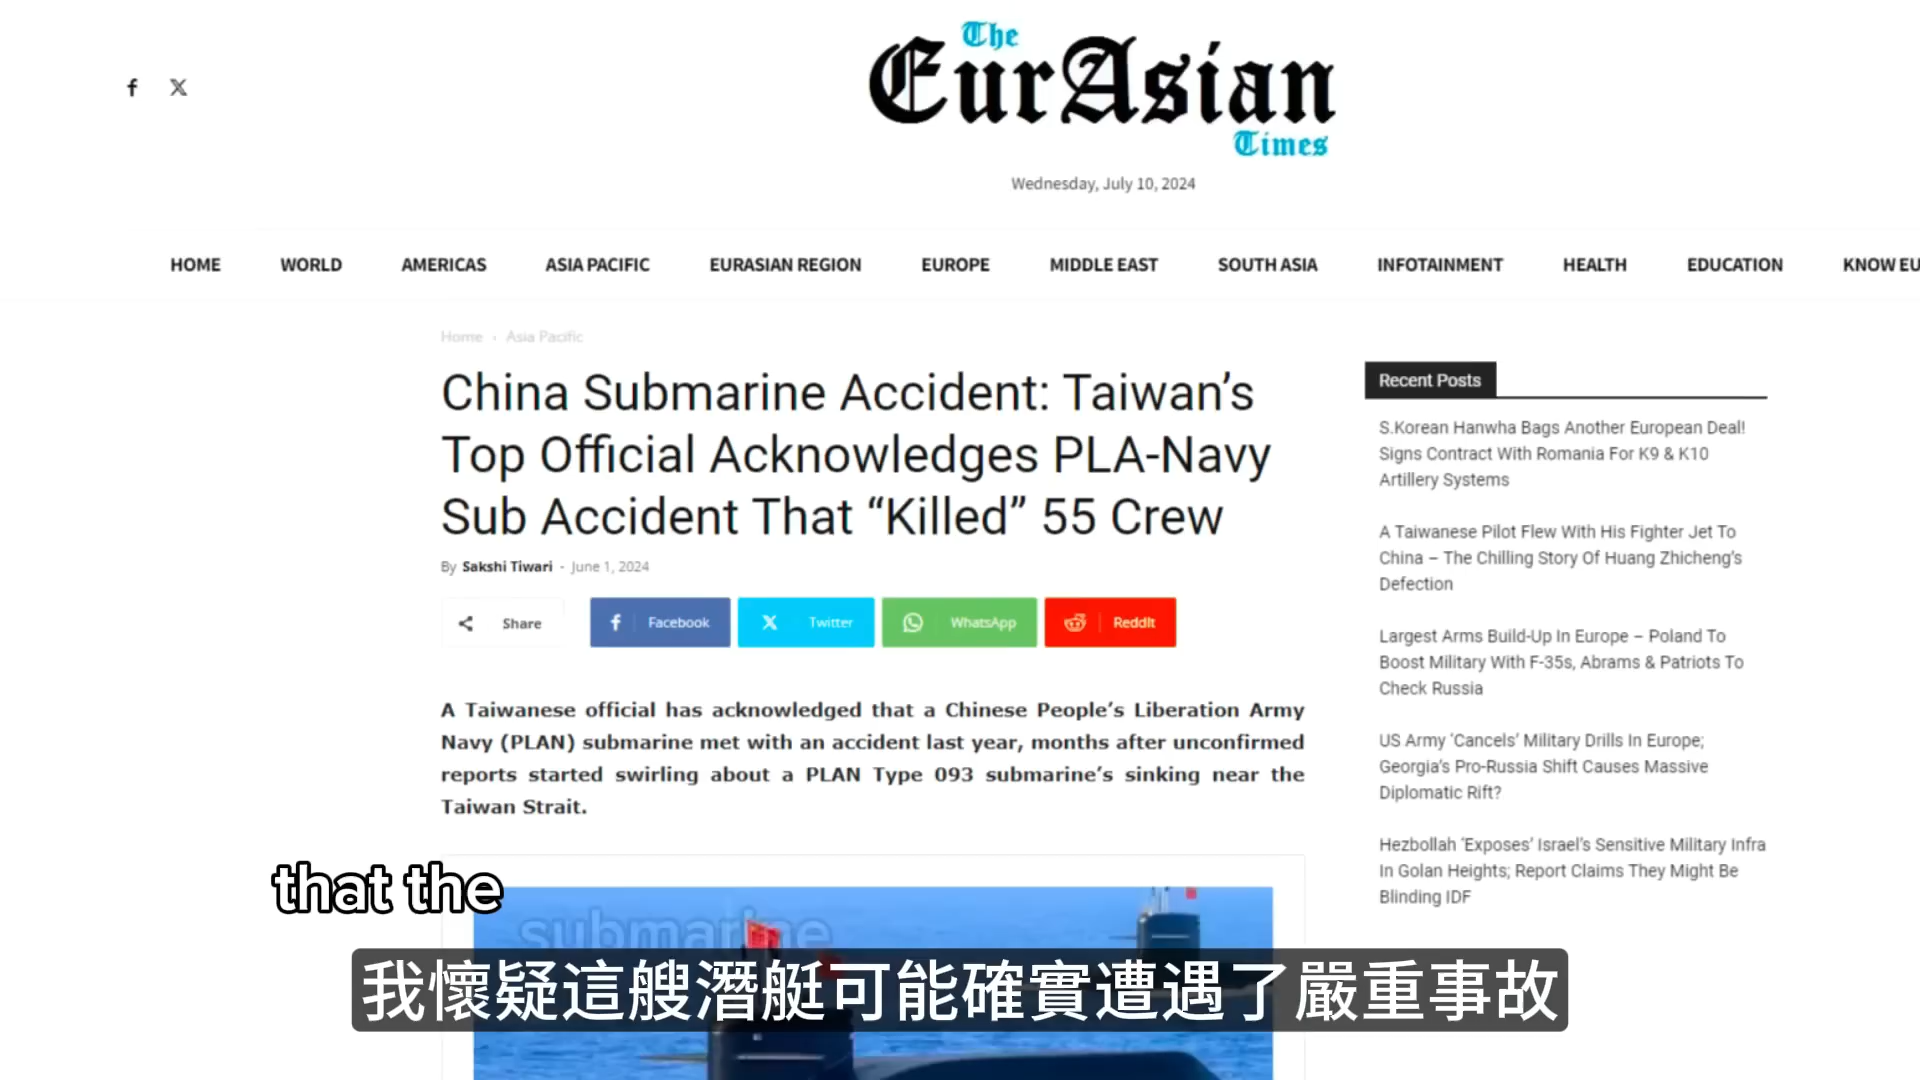 The
EurAsian
Times
Wednesday, July 10, 2024
HOME WORLD AMERICAS ASIA PACIFIC EURASIAN REGION EUROPE MIDDLE EAST SOUTH ASIA INFOTAINMENT HEALTH EDUCATION KNOW EU
Home › Asia Pacific
China Submarine Accident: Taiwan’s
Top Official Acknowledges PLA-Navy
Sub Accident That “Killed” 55 Crew
By Sakshi Tiwari - June 1, 2024
Share Facebook Twitter WhatsApp ReddIt
A Taiwanese official has acknowledged that a Chinese People’s Liberation Army
Navy (PLAN) submarine met with an accident last year, months after unconfirmed
reports started swirling about a PLAN Type 093 submarine’s sinking near the
Taiwan Strait.
Recent Posts
S.Korean Hanwha Bags Another European Deal!
Signs Contract With Romania For K9 & K10
Artillery Systems
A Taiwanese Pilot Flew With His Fighter Jet To
China – The Chilling Story Of Huang Zhicheng’s
Defection
Largest Arms Build-Up In Europe – Poland To
Boost Military With F-35s, Abrams & Patriots To
Check Russia
US Army ‘Cancels’ Military Drills In Europe;
Georgia’s Pro-Russia Shift Causes Massive
Diplomatic Rift?
Hezbollah ‘Exposes’ Israel’s Sensitive Military Infra
In Golan Heights; Report Claims They Might Be
Blinding IDF
that the
submarine
我懷疑這艘潛艇可能確實遭遇了嚴重事故